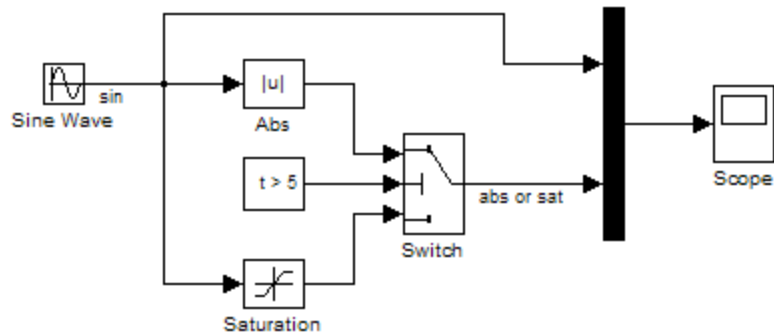 sin
Sine Wave
|u|
Abs
t > 5
abs or sat
Switch
Saturation
Scope